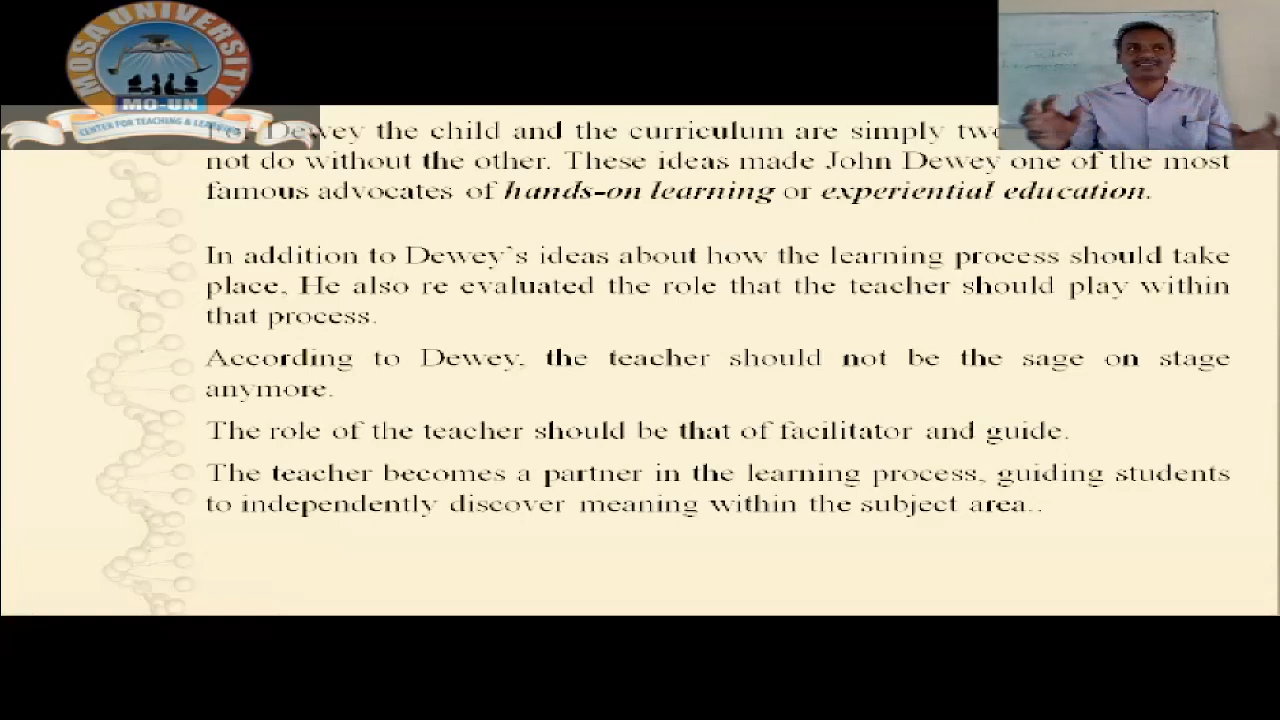 MOSA UNIVERSITY
MO-UN
CENTER FOR TEACHING & LEARNING
Dewey the child and the curriculum are simply two
not do without the other. These ideas made John Dewey one of the most
famous advocates of hands-on learning or experiential education.
In addition to Dewey's ideas about how the learning process should take
place, He also re evaluated the role that the teacher should play within
that process.
According to Dewey, the teacher should not be the sage on stage
anymore.
The role of the teacher should be that of facilitator and guide.
The teacher becomes a partner in the learning process, guiding students
to independently discover meaning within the subject area..